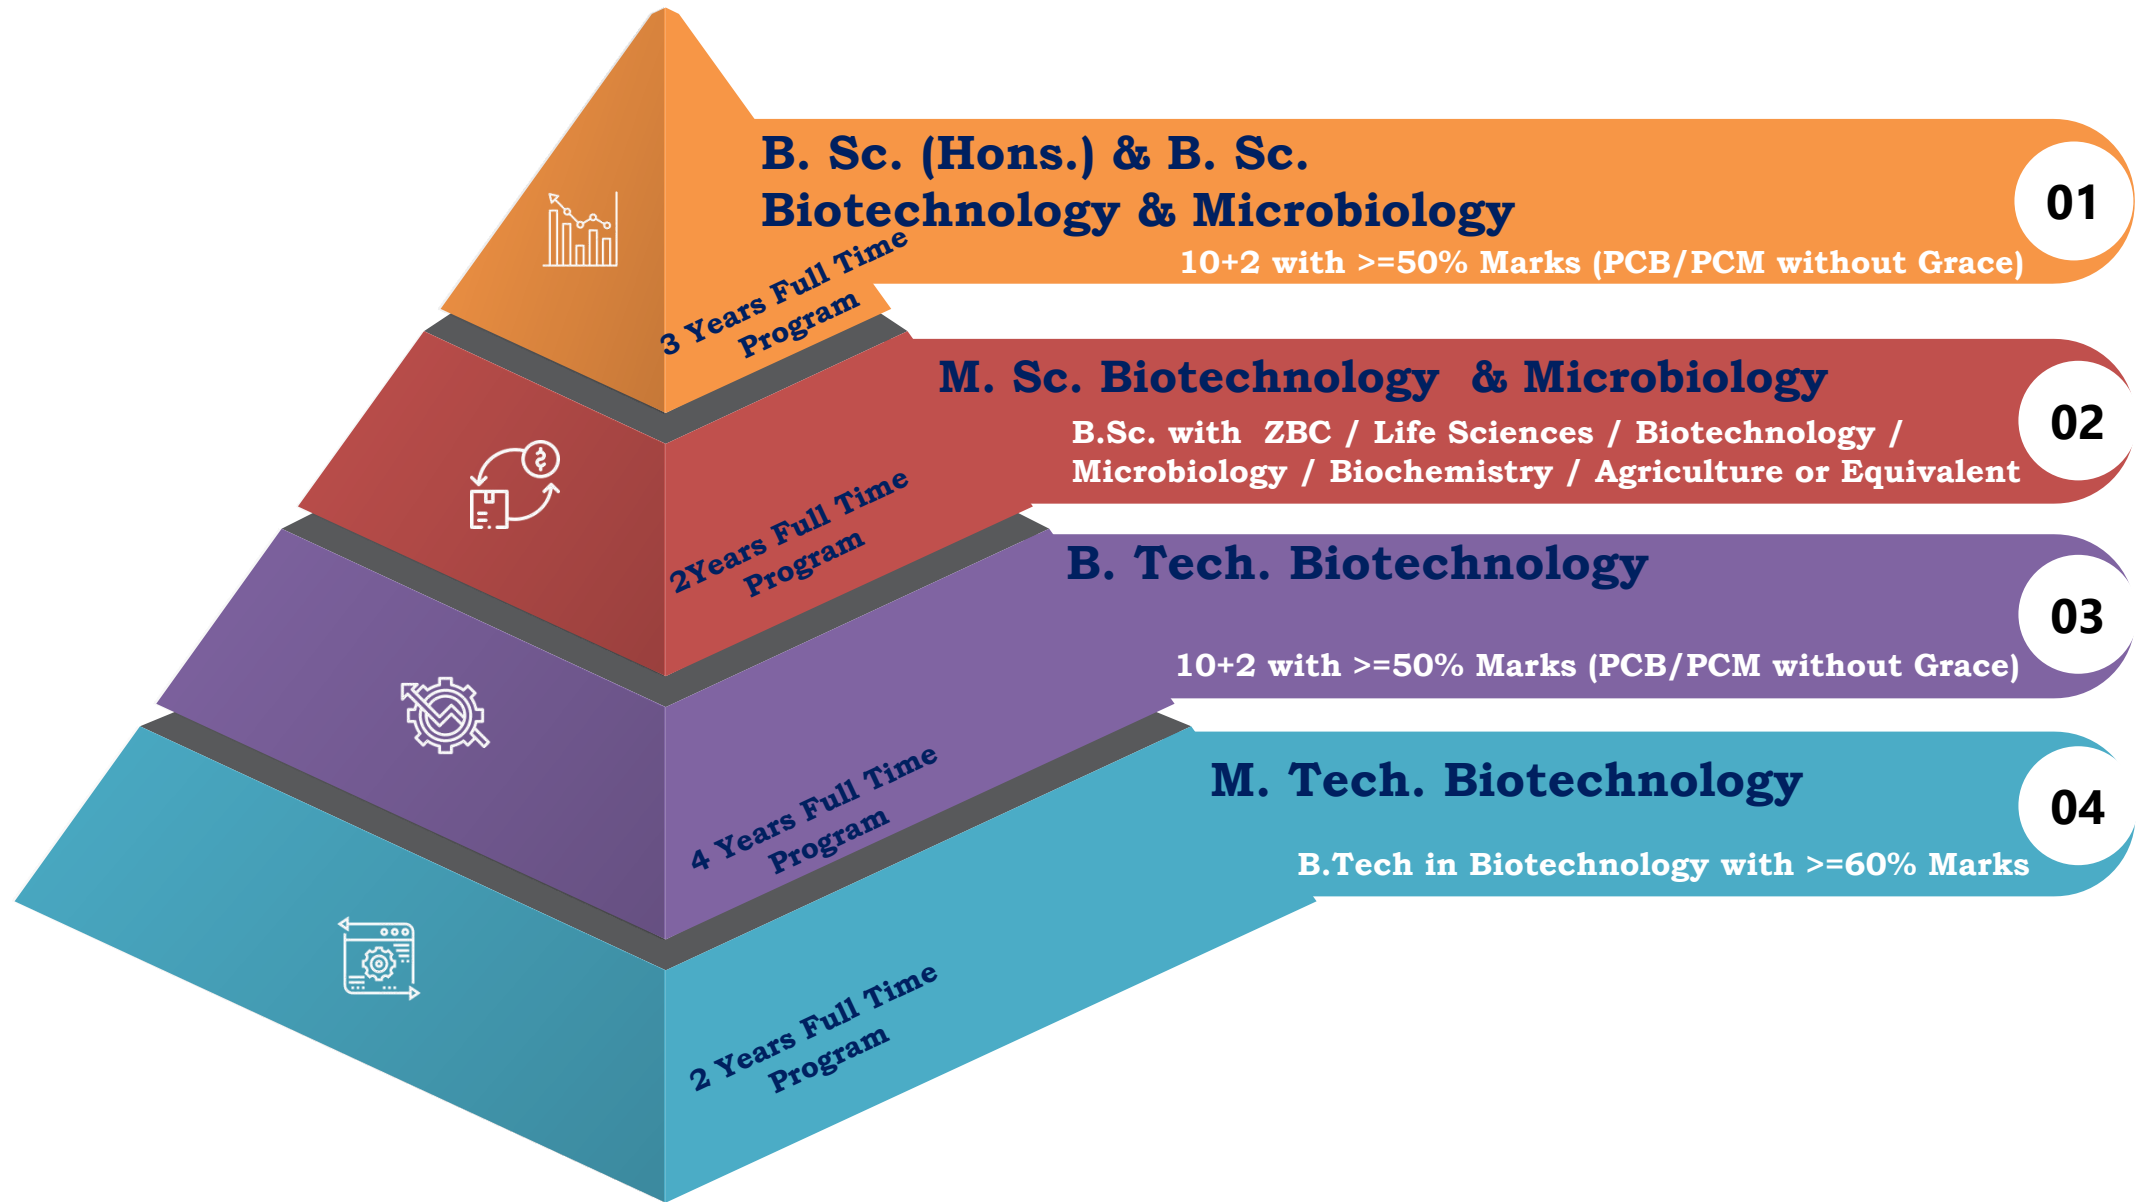 B. Sc. (Hons.) & B. Sc.
Biotechnology & Microbiology
10+2 with >=50% Marks (PCB/PCM without Grace)
01
3 Years Full Time
Program
M. Sc. Biotechnology & Microbiology
B.Sc. with ZBC / Life Sciences / Biotechnology /
Microbiology / Biochemistry / Agriculture or Equivalent
02
2Years Full Time
Program
B. Tech. Biotechnology
10+2 with >=50% Marks (PCB/PCM without Grace)
03
4 Years Full Time
Program
M. Tech. Biotechnology
B.Tech in Biotechnology with >=60% Marks
04
2 Years Full Time
Program